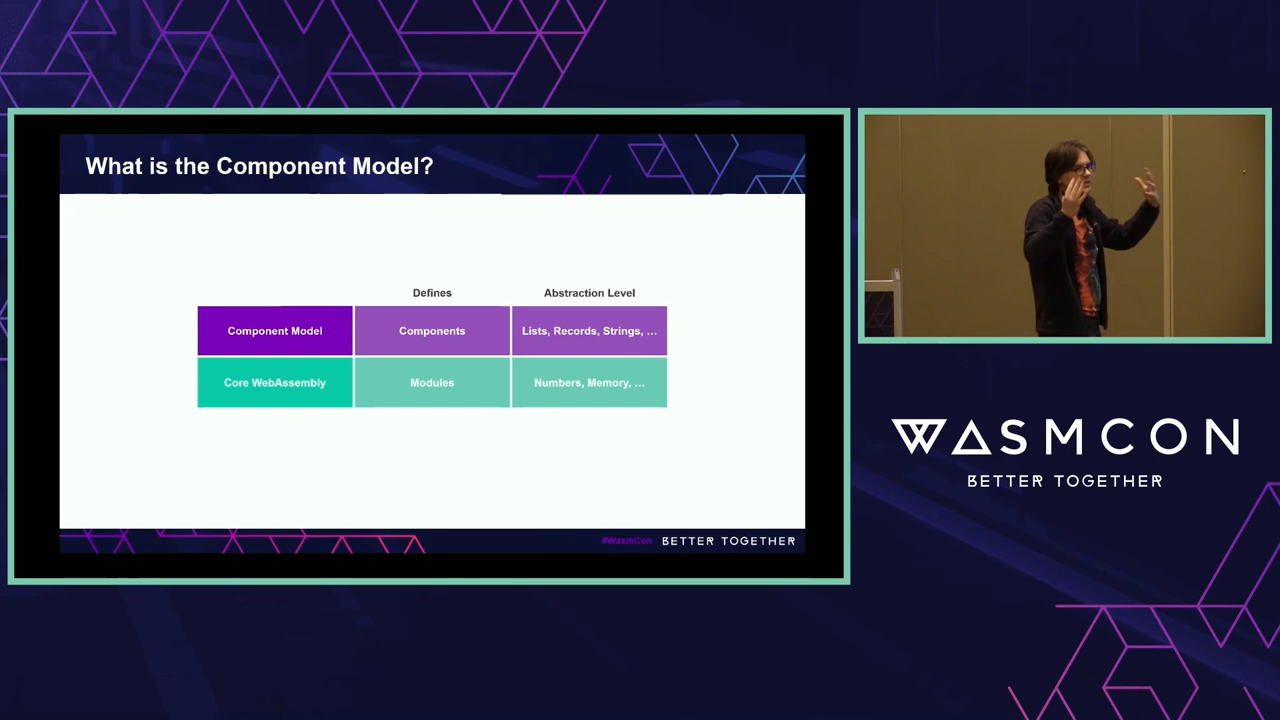 What is the Component Model?
Defines Abstraction Level
Component Model Components Lists, Records, Strings, ...
Core WebAssembly Modules Numbers, Memory, ...
#WasmCon BETTER TOGETHER
WASMCON
BETTER TOGETHER